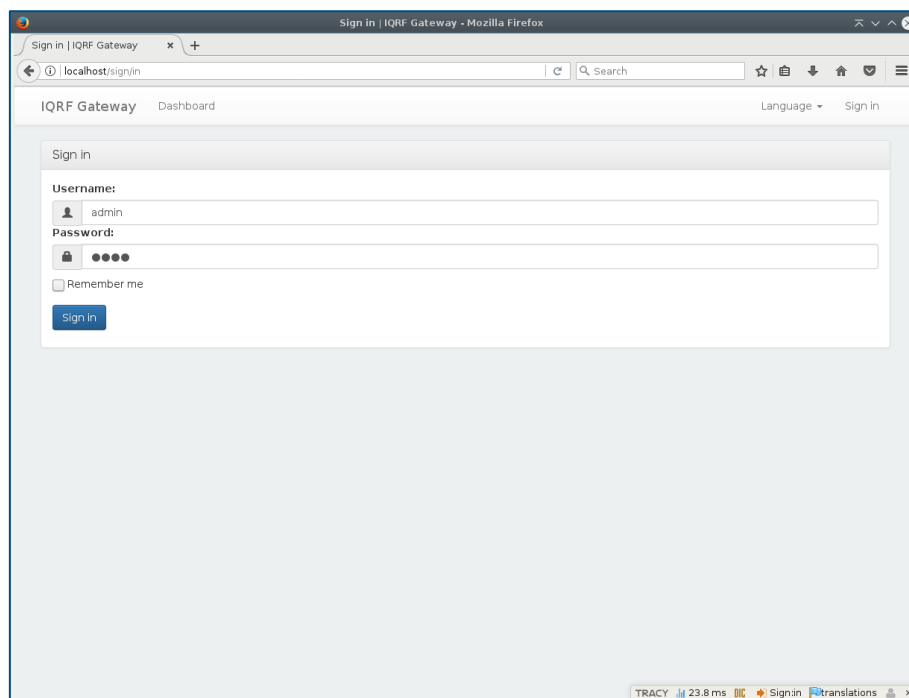 Sign in | IQRF Gateway - Mozilla Firefox
Sign in | IQRF Gateway
localhost/sign/in
Search
IQRF Gateway Dashboard Language Sign in
Sign in
Username:
admin
Password:
●●●●
Remember me
Sign in
TRACY 23.8 ms DIC Sign:in translations